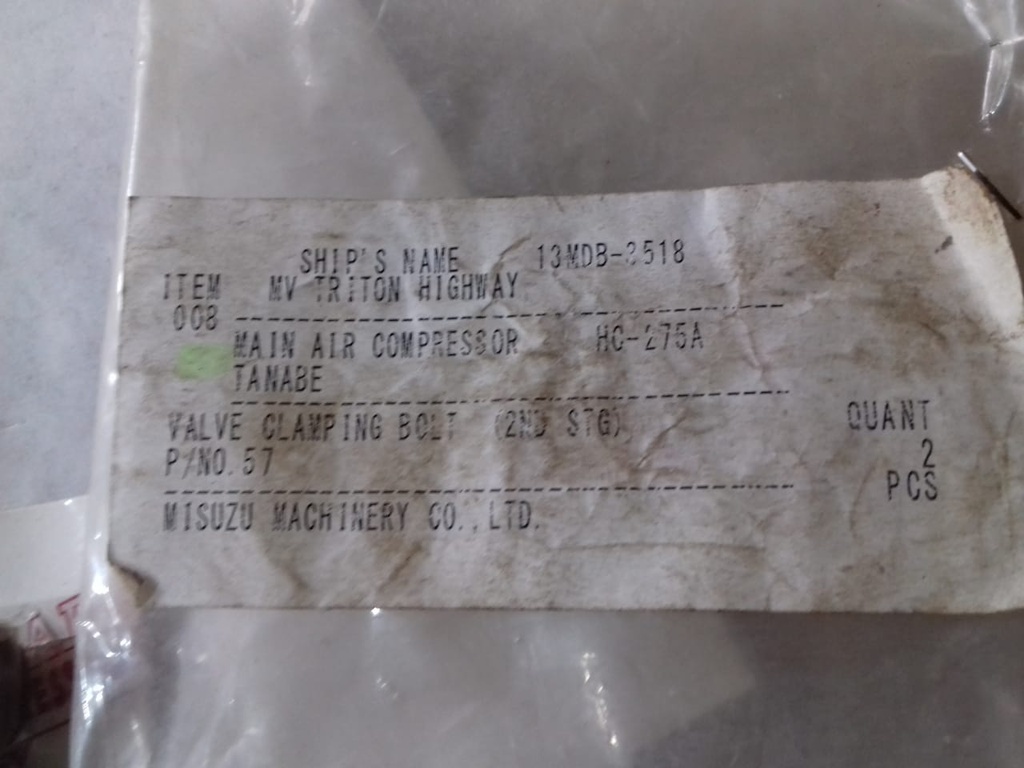 SHIP'S NAME 13MDB-3518
ITEM MV TRITON HIGHWAY
008
MAIN AIR COMPRESSOR HC-275A
TANABE
VALVE CLAMPING BOLT (2ND STG) QUANT
P/NO.57 2
PCS
MISUZU MACHINERY CO.,LTD.